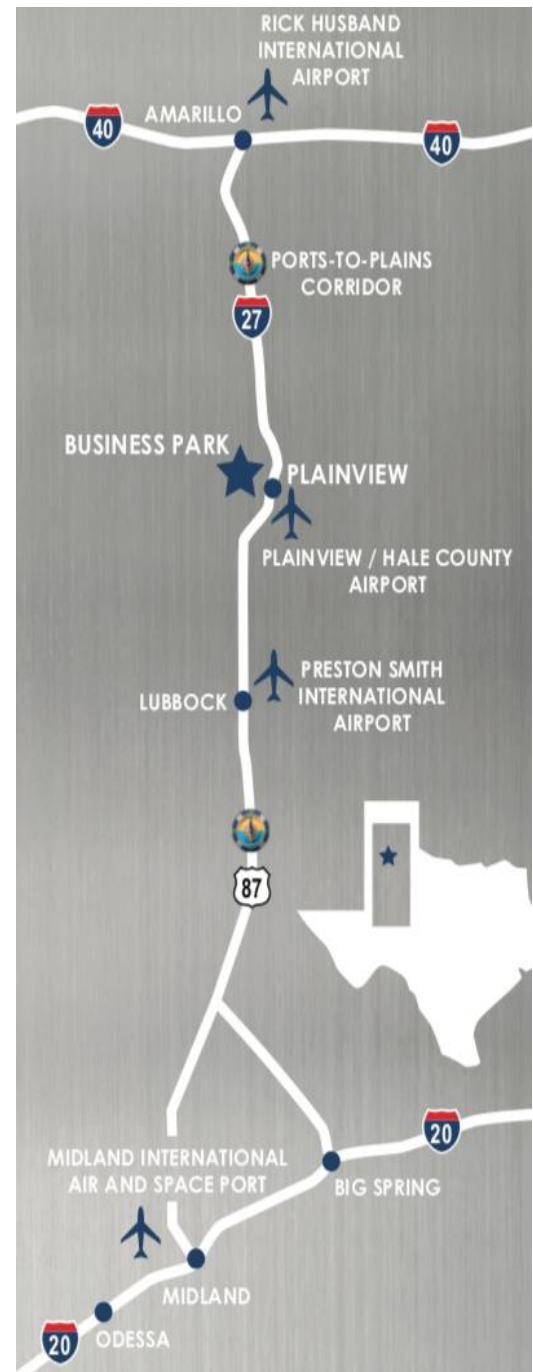 RICK HUSBAND
INTERNATIONAL
AIRPORT
AMARILLO
40
40
PORTS-TO-PLAINS
CORRIDOR
27
BUSINESS PARK
PLAINVIEW
PLAINVIEW / HALE COUNTY
AIRPORT
PRESTON SMITH
INTERNATIONAL
AIRPORT
LUBBOCK
87
20
MIDLAND INTERNATIONAL
AIR AND SPACE PORT
BIG SPRING
MIDLAND
ODESSA
20